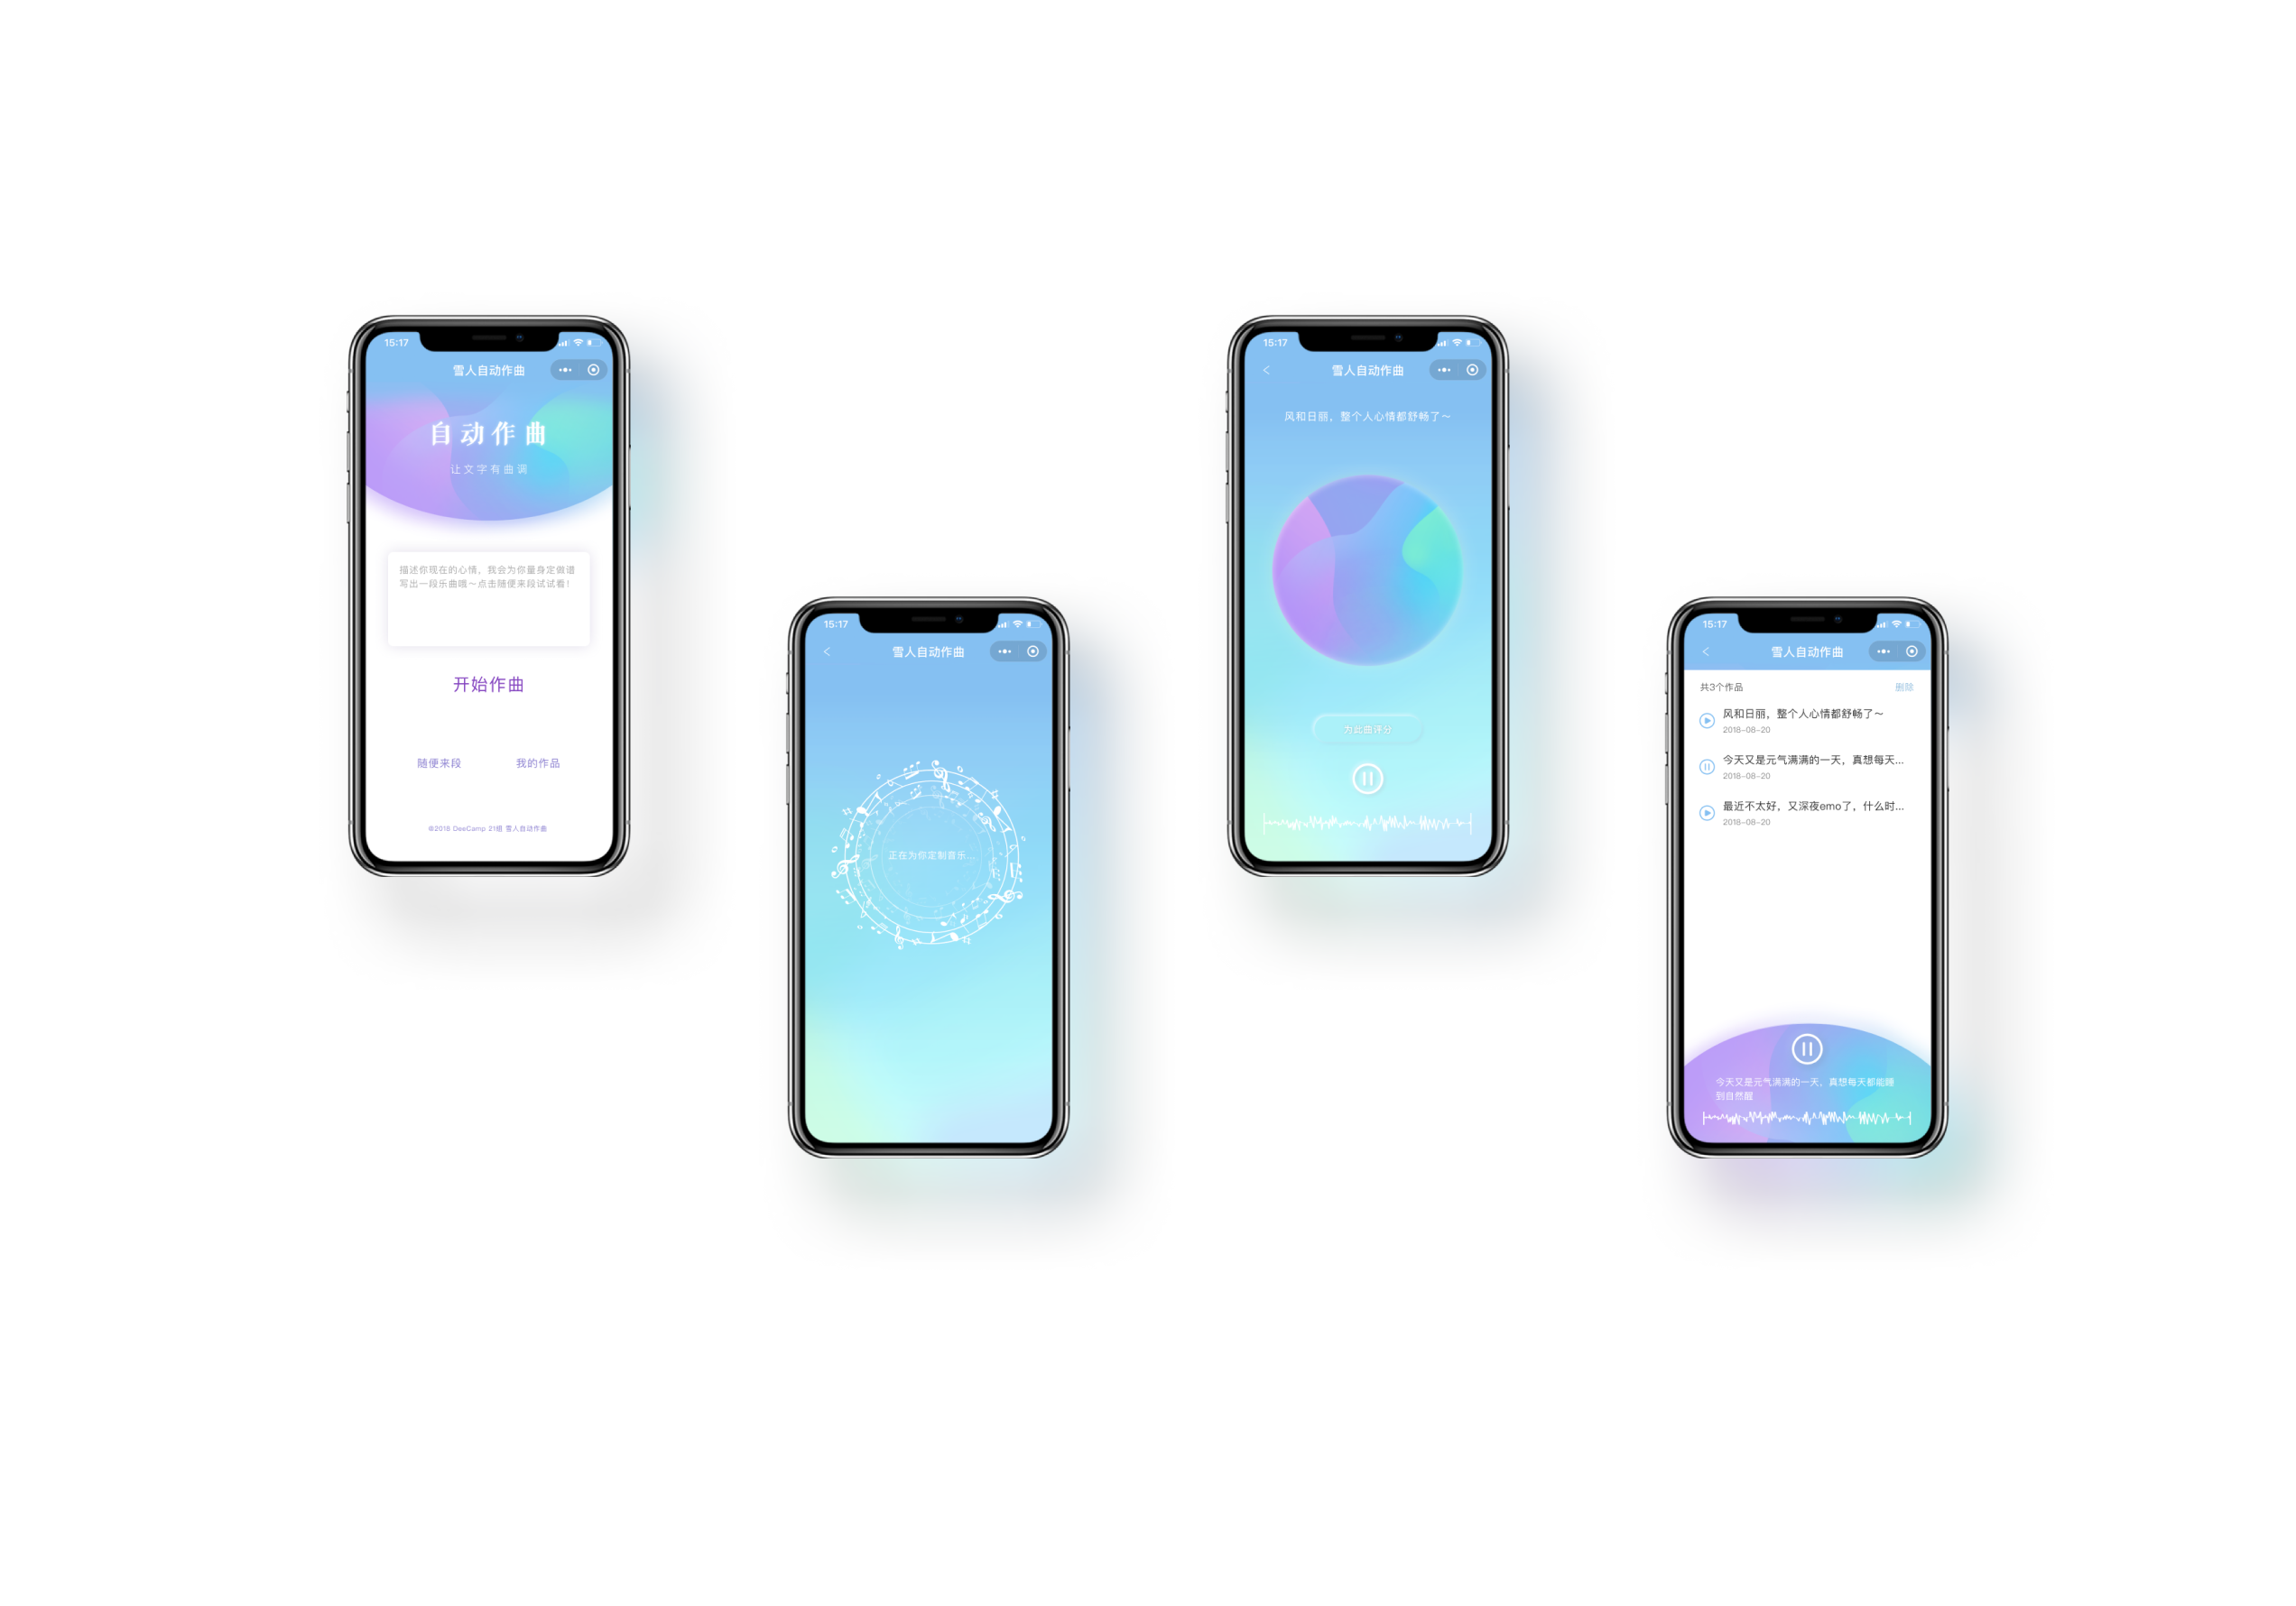 15:17
雪人自动作曲
自动作曲
让文字有曲调
描述你现在的心情，我会为你量身定做谱
写出一段乐曲哦～点击随便来段试试看！
开始作曲
随便来段
我的作品
©2018 DeeCamp 21组 雪人自动作曲
15:17
雪人自动作曲
正在为你定制音乐...
15:17
雪人自动作曲
风和日丽，整个人心情都舒畅了～
为此曲评分
15:17
雪人自动作曲
共3个作品
删除
风和日丽，整个人心情都舒畅了～
2018-08-20
今天又是元气满满的一天，真想每天...
2018-08-20
最近不太好，又深夜emo了，什么时...
2018-08-20
今天又是元气满满的一天，真想每天都能睡
到自然醒